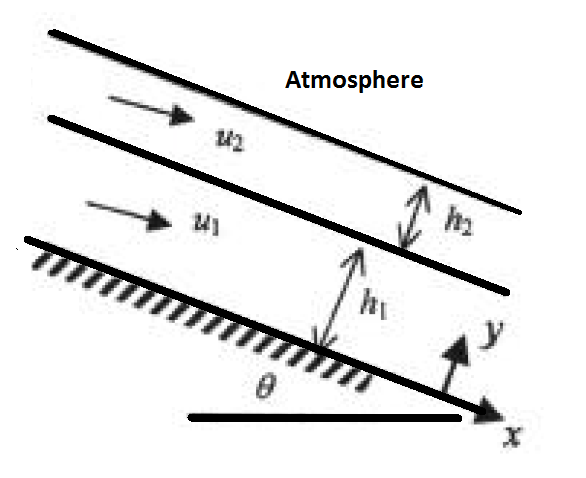 Atmosphere
u₂
h₂
u₁
h₁
y
θ
x